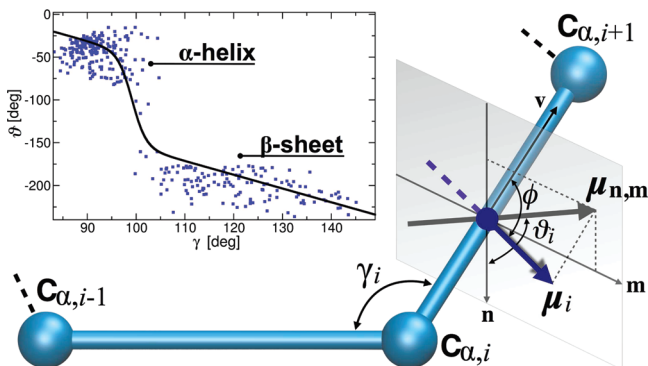 0
-50
-100
-150
-200
ϑ [deg]
90 100 110 120 130 140
γ [deg]
α-helix
β-sheet
Cα,i+1
v
μn,m
ϕ
ϑi
m
μi
n
γi
Cα,i-1
Cα,i